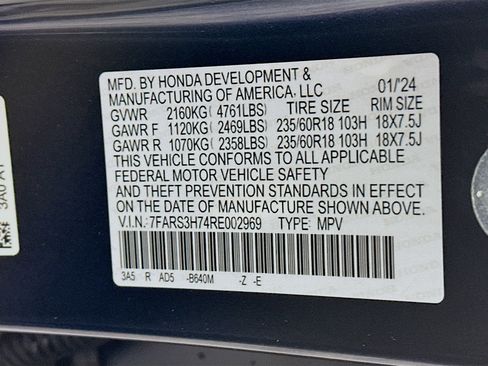 MFD. BY HONDA DEVELOPMENT &
MANUFACTURING OF AMERICA, LLC 01/'24
GVWR 2160KG( 4761LBS) TIRE SIZE RIM SIZE
GAWR F 1120KG( 2469LBS) 235/60R18 103H 18X7.5J
GAWR R 1070KG( 2358LBS) 235/60R18 103H 18X7.5J
THIS VEHICLE CONFORMS TO ALL APPLICABLE
FEDERAL MOTOR VEHICLE SAFETY
AND THEFT PREVENTION STANDARDS IN EFFECT
ON THE DATE OF MANUFACTURE SHOWN ABOVE.
V.I.N.: 7FARS3H74RE002969 TYPE: MPV
3A5 R AD5 -B640M -Z -E
3A0 A1